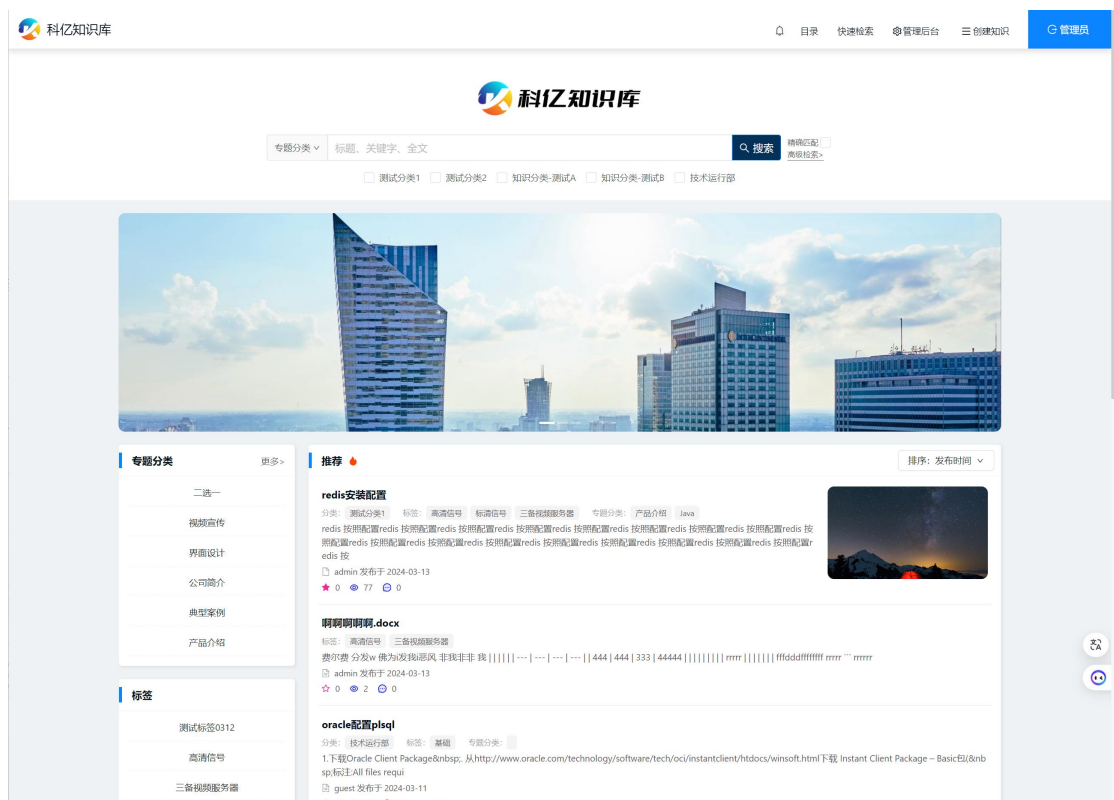 科亿知识库
目录 快速检索 管理后台 创建知识 管理员
科亿知识库
专题分类 标题、关键字、全文 搜索 精确匹配
高级检索>
测试分类1 测试分类2 知识分类-测试A 知识分类-测试B 技术运行部
专题分类 更多>
二选一
视频宣传
界面设计
公司简介
典型案例
产品介绍
标签
测试标签0312
高清信号
三备视频服务器
推荐 排序: 发布时间
redis安装配置
分类: 测试分类1 标签: 高清信号 标清信号 三备视频服务器 专题分类: 产品介绍 Java
redis 按照配置redis 按照配置redis 按照配置redis 按照配置redis 按照配置redis 按照配置redis 按照配置redis 按照配置redis 按
照配置redis 按照配置redis 按照配置redis 按照配置redis 按照配置redis 按照配置redis 按照配置redis 按照配置redis 按照配置r
edis 按
admin 发布于 2024-03-13
0 77 0
啊啊啊啊啊.docx
标签: 高清信号 三备视频服务器
费尔费 分发w 佛为i发我i恶风 非我非非 我 | | | | | | --- | --- | --- | --- | | 444 | 444 | 333 | 44444 | | | | | | | | | rrrrr | | | | | | | fffdddffffffff rrrrr ``` rrrrrr
admin 发布于 2024-03-13
0 2 0
oracle配置plsql
分类: 技术运行部 标签: 基础 专题分类:
1.下载Oracle Client Package&nbsp;. 从http://www.oracle.com/technology/software/tech/oci/instantclient/htdocs/winsoft.html下载 Instant Client Package – Basic包(&nb
sp;标注:All files requi
guest 发布于 2024-03-11